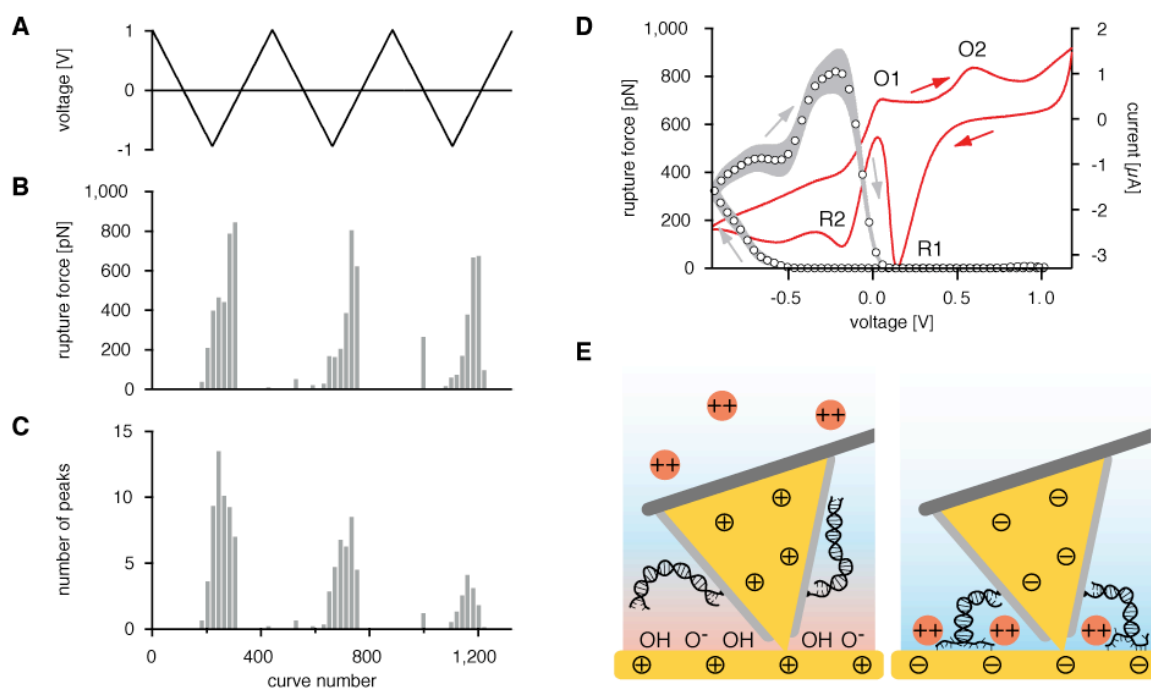 A
voltage [V]
1
0
-1
B
rupture force [pN]
1,000
800
600
400
200
0
C
number of peaks
15
10
5
0
0 400 800 1,200
curve number
D
rupture force [pN]
1,000
800
600
400
200
0
O1
O2
R2
R1
2
1
0
-1
-2
-3
current [µA]
-0.5 0.0 0.5 1.0
voltage [V]
E
++
++
++
+
+
+
+
OH O- OH OH O-
+ + + +
−
−
−
−
++ ++ ++
− − − −